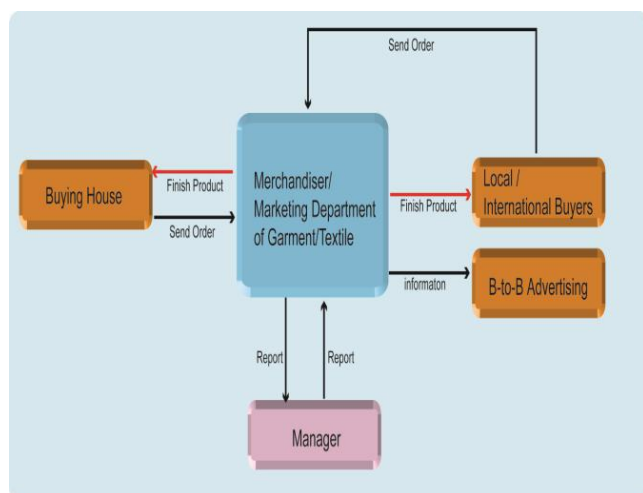 Send Order
Finish Product
Buying House
Send Order
Merchandiser/
Marketing Department
of Garment/Textile
Finish Product
Local /
International Buyers
informaton
B-to-B Advertising
Report
Report
Manager